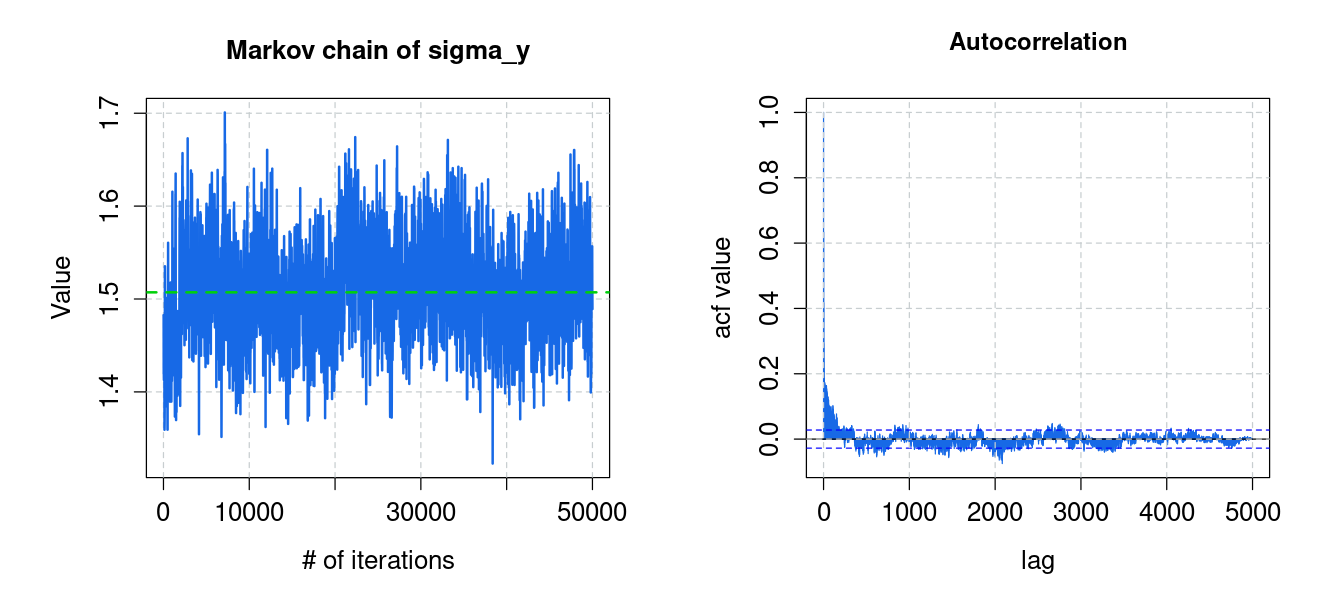 Markov chain of sigma_y
Value
1.7
1.6
1.5
1.4
0 10000 30000 50000
# of iterations
Autocorrelation
acf value
1.0
0.8
0.6
0.4
0.2
0.0
0 1000 2000 3000 4000 5000
lag